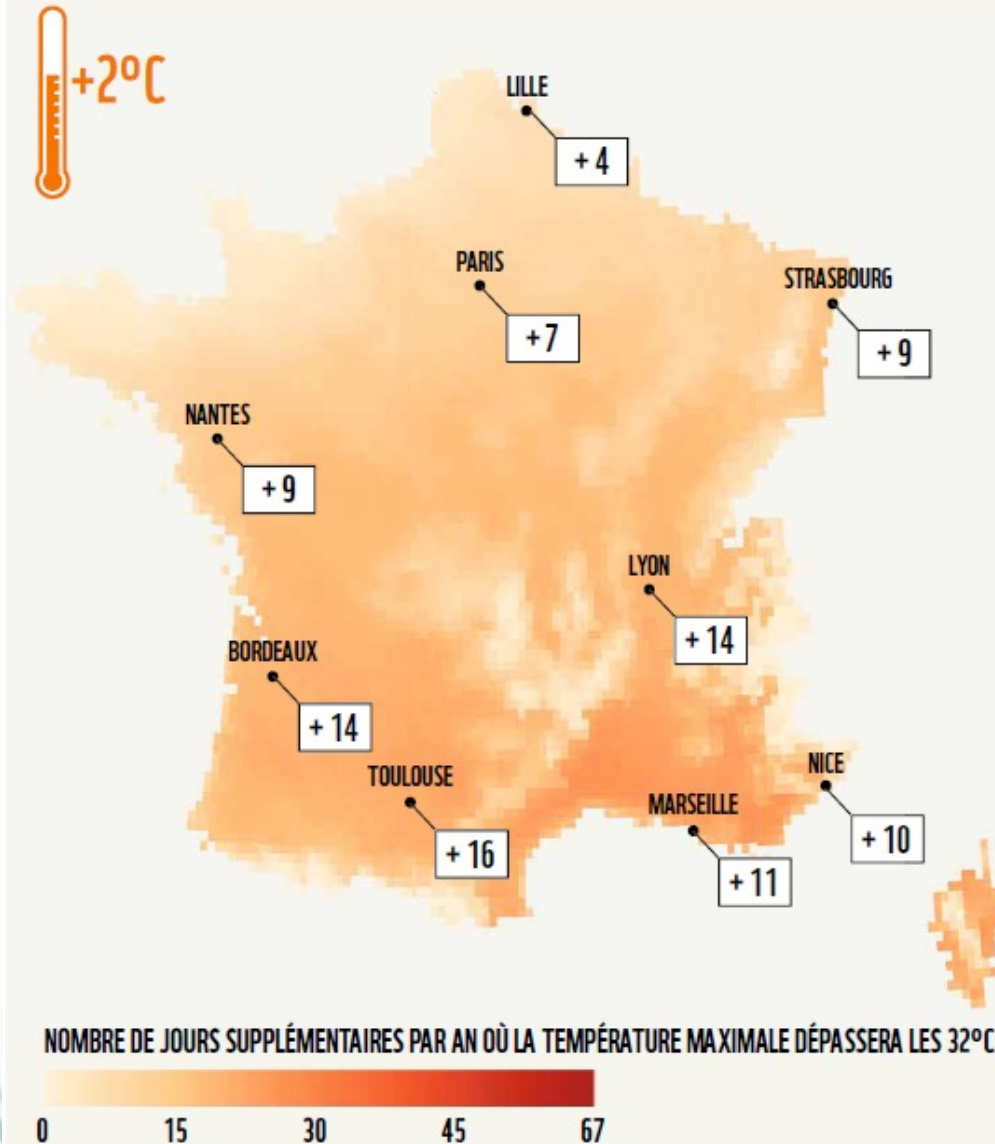 +2°C
LILLE
+ 4
PARIS
+ 7
STRASBOURG
+ 9
NANTES
+ 9
LYON
+ 14
BORDEAUX
+ 14
TOULOUSE
+ 16
MARSEILLE
+ 11
NICE
+ 10
NOMBRE DE JOURS SUPPLÉMENTAIRES PAR AN OÙ LA TEMPÉRATURE MAXIMALE DÉPASSERA LES 32°C
0 15 30 45 67